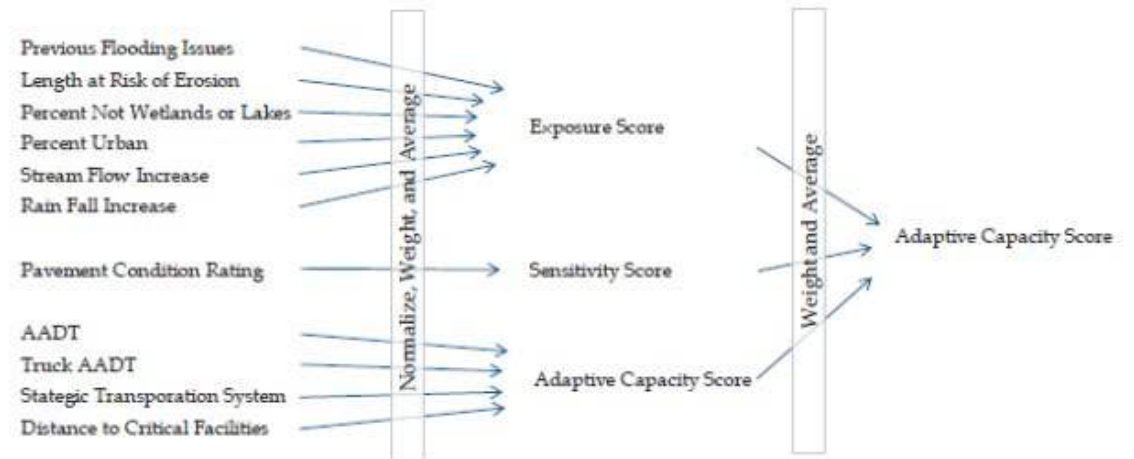 Previous Flooding Issues
Length at Risk of Erosion
Percent Not Wetlands or Lakes
Percent Urban
Stream Flow Increase
Rain Fall Increase
Pavement Condition Rating
AADT
Truck AADT
Stategic Transporation System
Distance to Critical Facilities
Normalize, Weight, and Average
Exposure Score
Sensitivity Score
Adaptive Capacity Score
Weight and Average
Adaptive Capacity Score